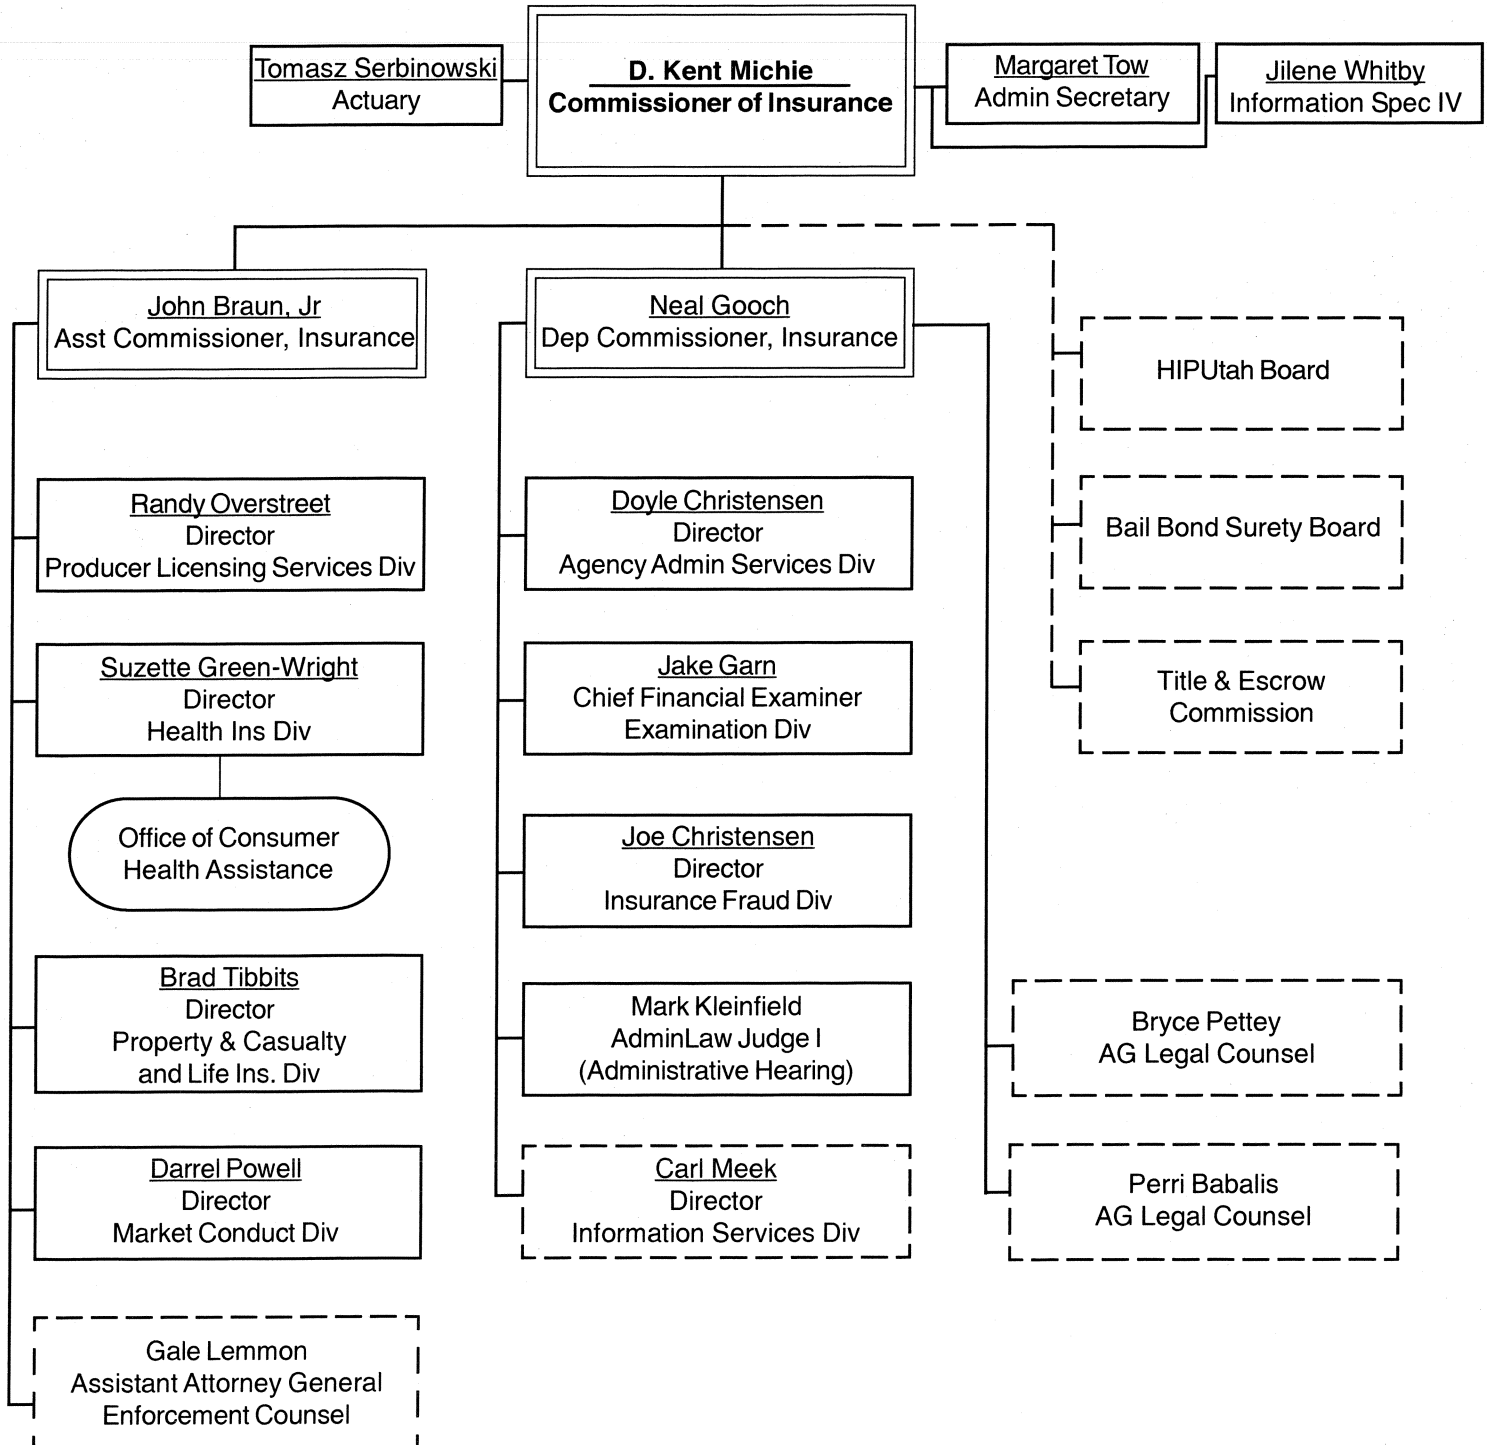 Tomasz Serbinowski
Actuary
D. Kent Michie
Commissioner of Insurance
Margaret Tow
Admin Secretary
Jilene Whitby
Information Spec IV
John Braun, Jr
Asst Commissioner, Insurance
Neal Gooch
Dep Commissioner, Insurance
HIPUtah Board
Randy Overstreet
Director
Producer Licensing Services Div
Doyle Christensen
Director
Agency Admin Services Div
Bail Bond Surety Board
Suzette Green-Wright
Director
Health Ins Div
Jake Garn
Chief Financial Examiner
Examination Div
Title & Escrow
Commission
Office of Consumer
Health Assistance
Joe Christensen
Director
Insurance Fraud Div
Brad Tibbits
Director
Property & Casualty
and Life Ins. Div
Mark Kleinfield
AdminLaw Judge I
(Administrative Hearing)
Bryce Pettey
AG Legal Counsel
Darrel Powell
Director
Market Conduct Div
Carl Meek
Director
Information Services Div
Perri Babalis
AG Legal Counsel
Gale Lemmon
Assistant Attorney General
Enforcement Counsel